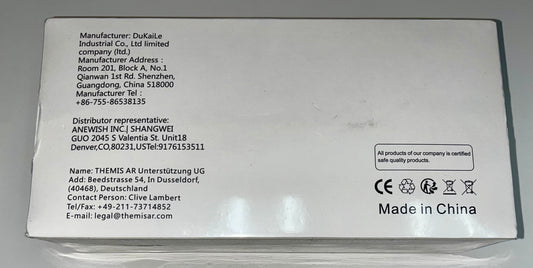 Manufacturer: DuKaiLe
Industrial Co., Ltd limited
company (ltd.)
Manufacturer Address :
Room 201, Block A, No.1
Qianwan 1st Rd. Shenzhen,
Guangdong, China 518000
Manufacturer Tel :
+86-755-86538135
Distributor representative:
ANEWISH INC.| SHANGWEI
GUO 2045 S Valentia St. Unit18
Denver,CO,80231,USTel:9176153511
Name: THEMIS AR Unterstützung UG
Add: Beedstrasse 54, In Dusseldorf,
(40468), Deutschland
Contact Person: Clive Lambert
Tel/Fax: +49-211-73714852
E-mail: legal@themisar.com
All products of our company is certified
safe quality products.
CE
Made in China